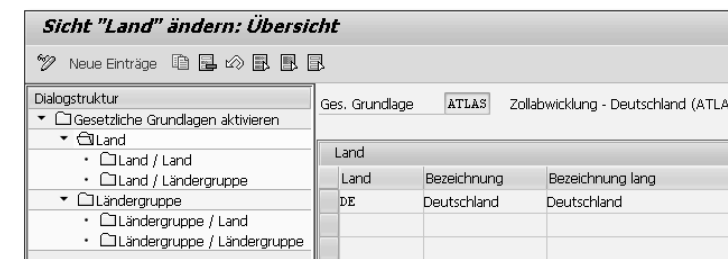 Sicht "Land" ändern: Übersicht
Neue Einträge
Dialogstruktur
Gesetzliche Grundlagen aktivieren
Land
Land / Land
Land / Ländergruppe
Ländergruppe
Ländergruppe / Land
Ländergruppe / Ländergruppe
Ges. Grundlage ATLAS Zollabwicklung - Deutschland (ATLA
Land
Land Bezeichnung Bezeichnung lang
DE Deutschland Deutschland